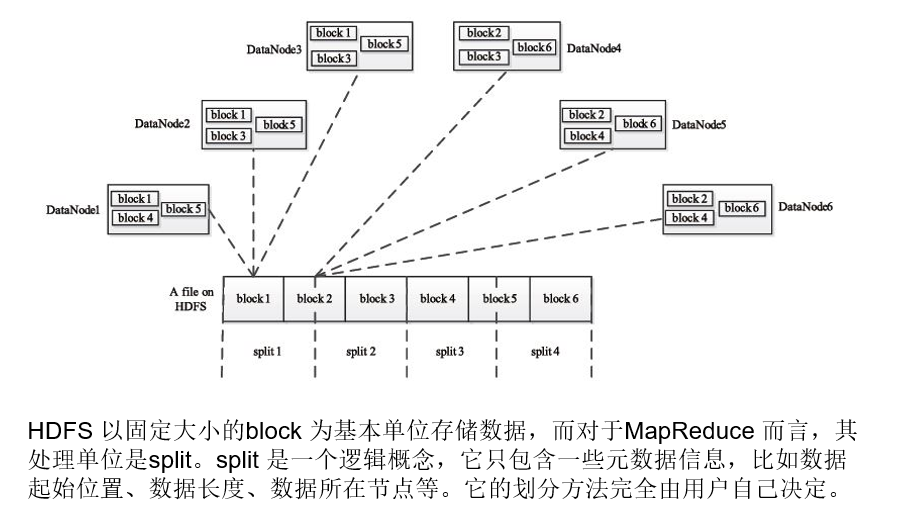 DataNode3
block 1
block3
block5
block2
block3
block6
DataNode4
DataNode2
block 1
block 3
block5
block 2
block4
block 6
DataNode5
DataNode1
block1
block 4
block 5
block 2
block 4
block6
DataNode6
A file on
HDFS
block1
block 2
block 3
block 4
block 5
block 6
split 1
split 2
split 3
split 4
HDFS 以固定大小的block 为基本单位存储数据，而对于MapReduce 而言，其
处理单位是split。split 是一个逻辑概念，它只包含一些元数据信息，比如数据
起始位置、数据长度、数据所在节点等。它的划分方法完全由用户自己决定。